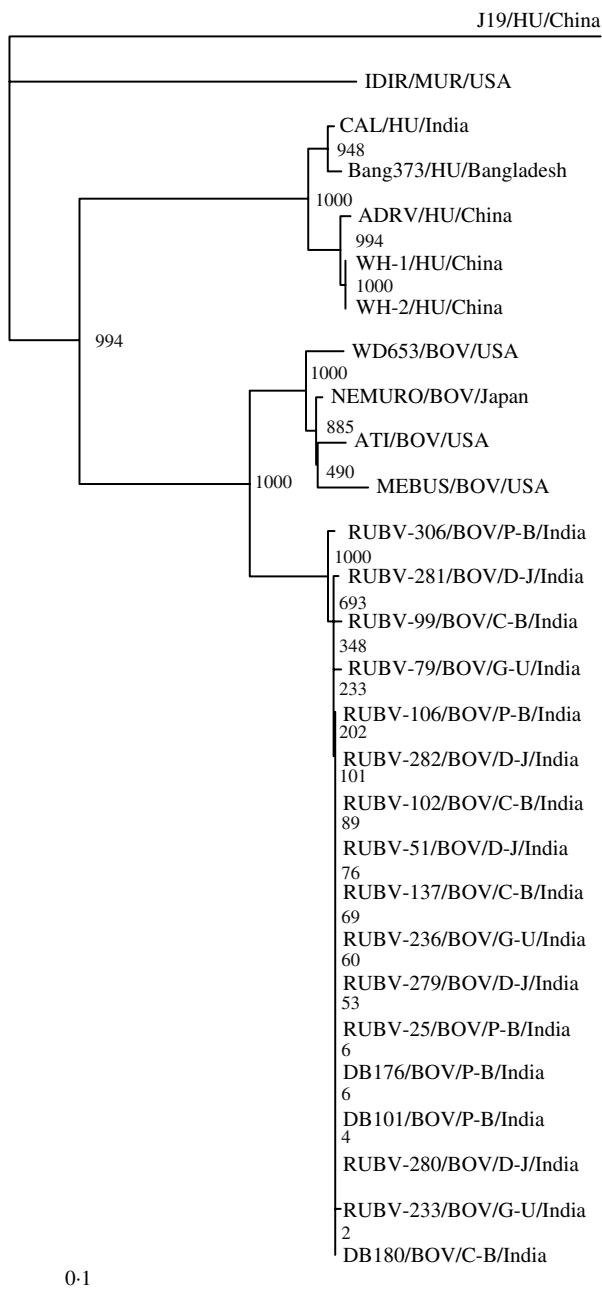 J19/HU/China
IDIR/MUR/USA
CAL/HU/India
948
Bang373/HU/Bangladesh
1000
ADRV/HU/China
994
WH-1/HU/China
1000
WH-2/HU/China
994
WD653/BOV/USA
1000
NEMURO/BOV/Japan
885
ATI/BOV/USA
490
1000
MEBUS/BOV/USA
RUBV-306/BOV/P-B/India
1000
RUBV-281/BOV/D-J/India
693
RUBV-99/BOV/C-B/India
348
RUBV-79/BOV/G-U/India
233
RUBV-106/BOV/P-B/India
202
RUBV-282/BOV/D-J/India
101
RUBV-102/BOV/C-B/India
89
RUBV-51/BOV/D-J/India
76
RUBV-137/BOV/C-B/India
69
RUBV-236/BOV/G-U/India
60
RUBV-279/BOV/D-J/India
53
RUBV-25/BOV/P-B/India
6
DB176/BOV/P-B/India
6
DB101/BOV/P-B/India
4
RUBV-280/BOV/D-J/India
RUBV-233/BOV/G-U/India
2
DB180/BOV/C-B/India
0·1